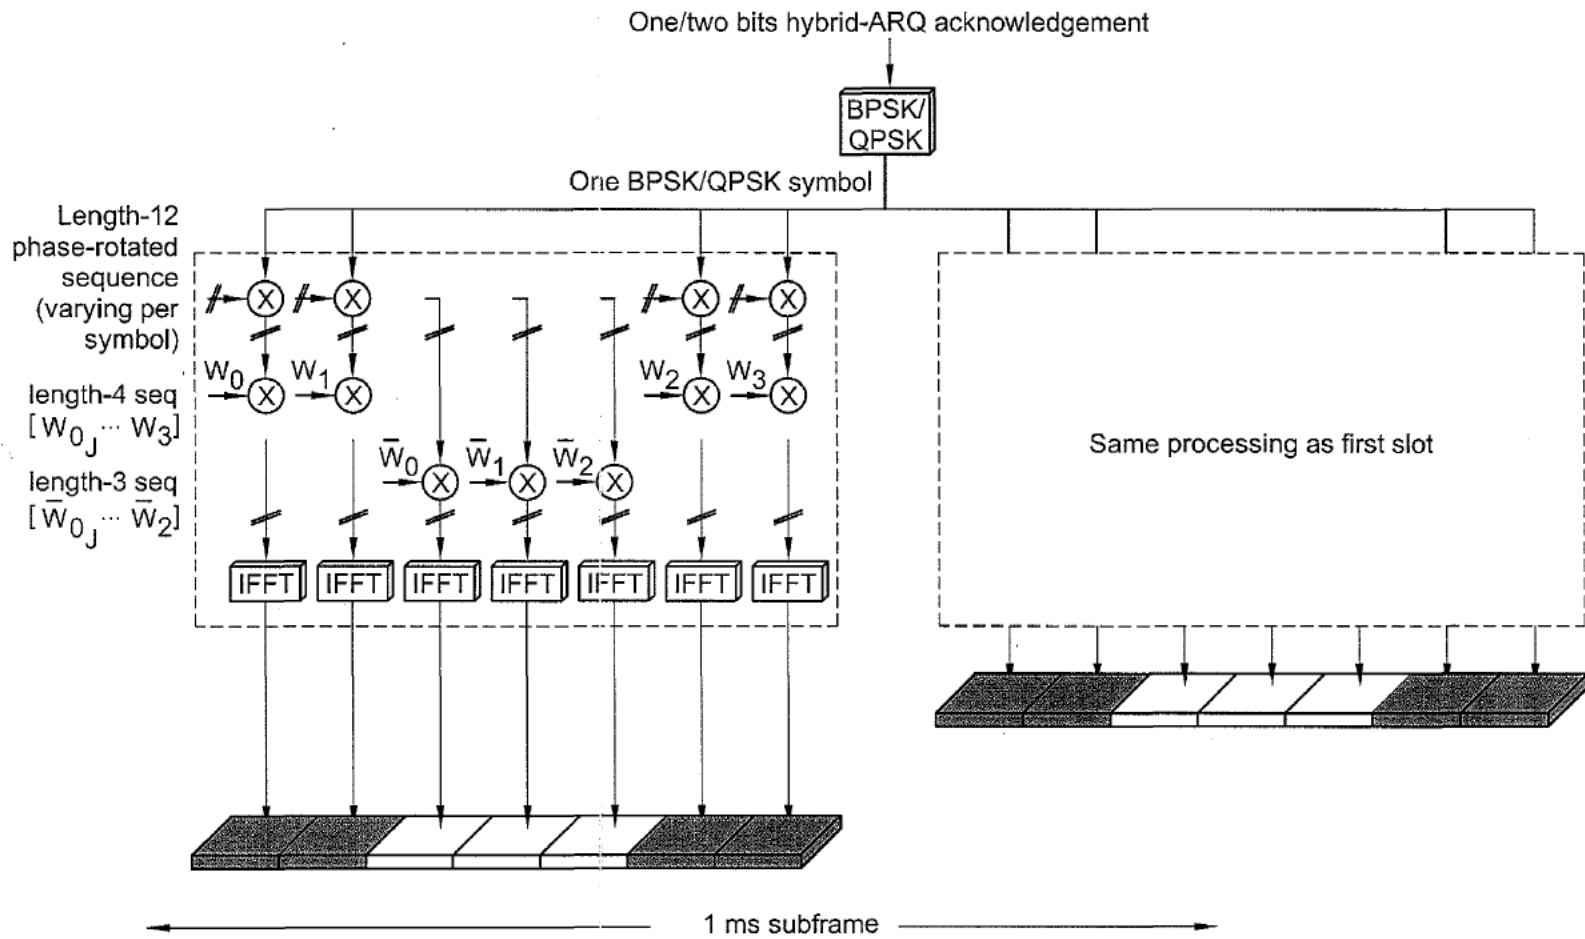 One/two bits hybrid-ARQ acknowledgement
BPSK/
QPSK
One BPSK/QPSK symbol
Length-12
phase-rotated
sequence
(varying per
symbol)
X X X X
W0 W1 W2 W3
X X X X
length-4 seq
[W0J ··· W3]
W̅0 W̅1 W̅2
X X X
length-3 seq
[W̅0J ··· W̅2]
IFFT IFFT IFFT IFFT IFFT IFFT IFFT
Same processing as first slot
1 ms subframe